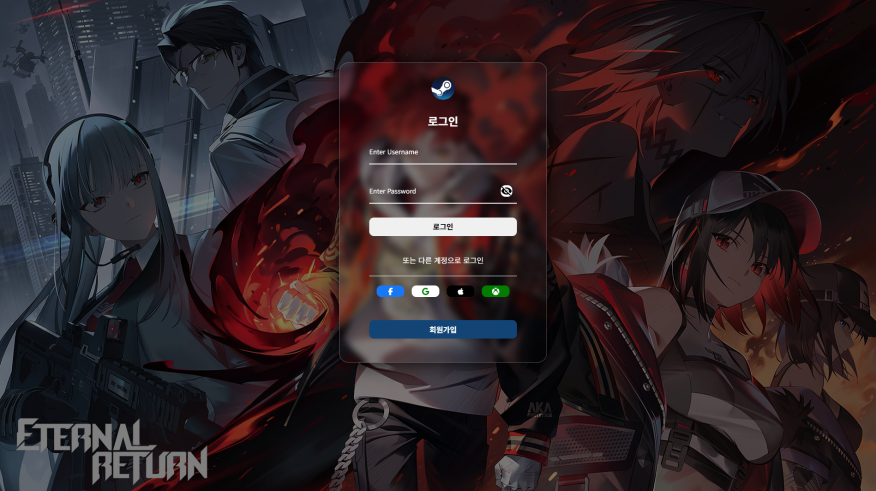 로그인
Enter Username
Enter Password
로그인
또는 다른 계정으로 로그인
회원가입
AKA
ETERNAL
RETURN